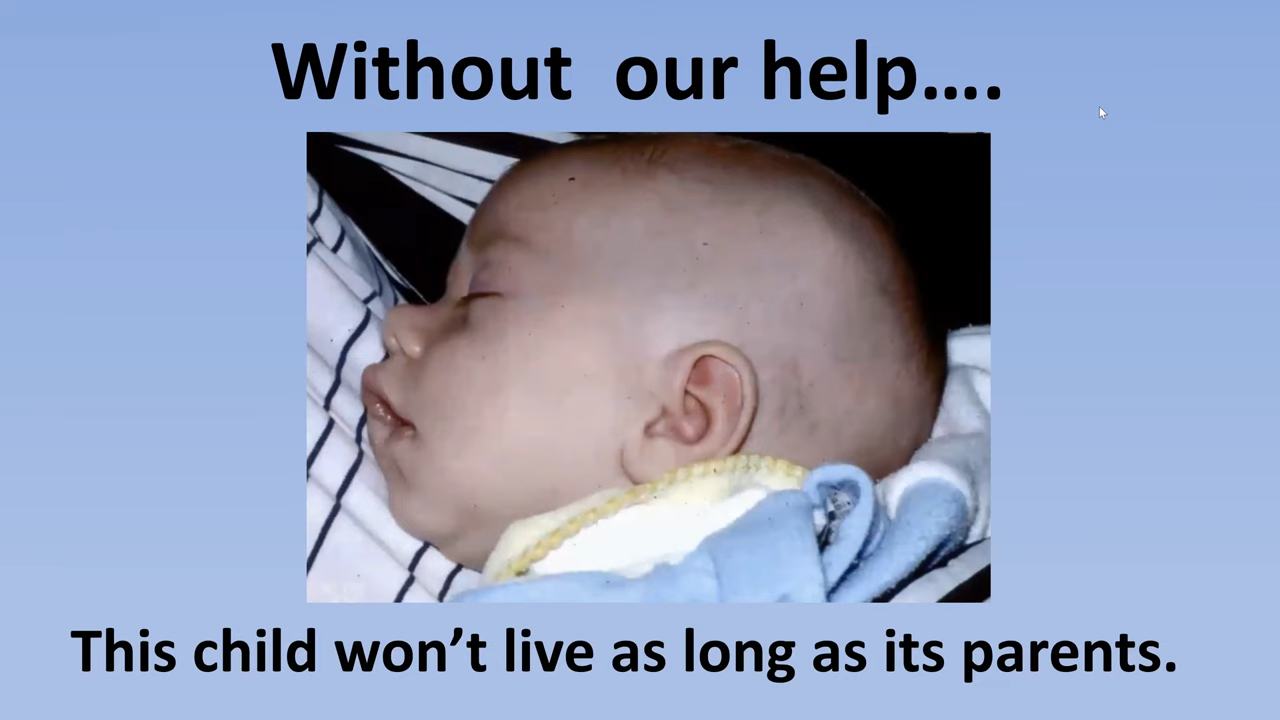 Without  our help....
This child won’t live as long as its parents.